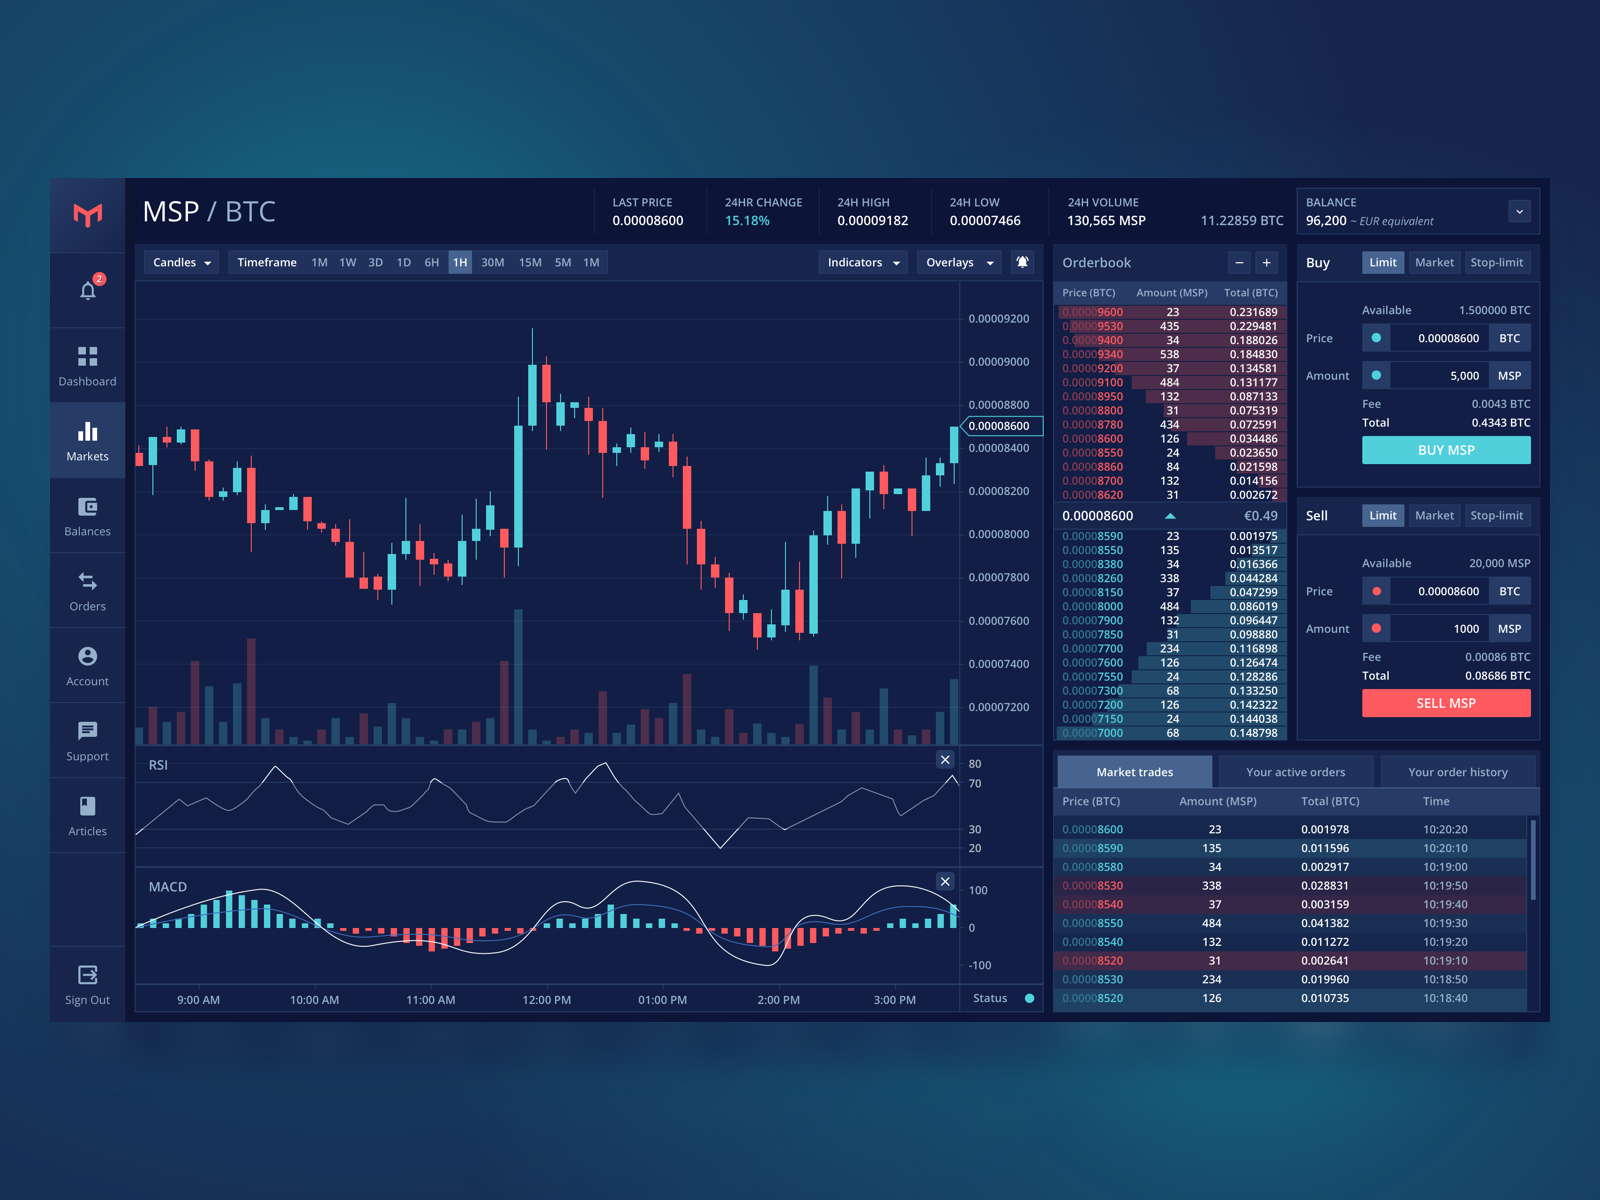 MSP / BTC
LAST PRICE
0.00008600
24HR CHANGE
15.18%
24H HIGH
0.00009182
24H LOW
0.00007466
24H VOLUME
130,565 MSP
11.22859 BTC
BALANCE
96,200 ~ EUR equivalent
2
Dashboard
Markets
Balances
Orders
Account
Support
Articles
Sign Out
Candles
Timeframe 1M 1W 3D 1D 6H 1H 30M 15M 5M 1M
Indicators
Overlays
0.00009200
0.00009000
0.00008800
0.00008600
0.00008400
0.00008200
0.00008000
0.00007800
0.00007600
0.00007400
0.00007200
RSI
80
70
30
20
MACD
100
0
-100
9:00 AM 10:00 AM 11:00 AM 12:00 PM 01:00 PM 2:00 PM 3:00 PM
Status
Orderbook − +
Price (BTC) Amount (MSP) Total (BTC)
0.00009600 23 0.231689
0.00009530 435 0.229481
0.00009400 34 0.188026
0.00009340 538 0.184830
0.00009200 37 0.134581
0.00009100 484 0.131177
0.00008950 132 0.087133
0.00008800 31 0.075319
0.00008780 434 0.072591
0.00008600 126 0.034486
0.00008550 24 0.023650
0.00008860 84 0.021598
0.00008700 132 0.014156
0.00008620 31 0.002672
0.00008600 €0.49
0.00008590 23 0.001975
0.00008550 135 0.013517
0.00008380 34 0.016366
0.00008260 338 0.044284
0.00008150 37 0.047299
0.00008000 484 0.086019
0.00007900 132 0.096447
0.00007850 31 0.098880
0.00007700 234 0.116898
0.00007600 126 0.126474
0.00007550 24 0.128286
0.00007300 68 0.133250
0.00007200 126 0.142322
0.00007150 24 0.144038
0.00007000 68 0.148798
Buy Limit Market Stop-limit
Available 1.500000 BTC
Price 0.00008600 BTC
Amount 5,000 MSP
Fee 0.0043 BTC
Total 0.4343 BTC
BUY MSP
Sell Limit Market Stop-limit
Available 20,000 MSP
Price 0.00008600 BTC
Amount 1000 MSP
Fee 0.00086 BTC
Total 0.08686 BTC
SELL MSP
Market trades Your active orders Your order history
Price (BTC) Amount (MSP) Total (BTC) Time
0.00008600 23 0.001978 10:20:20
0.00008590 135 0.011596 10:20:10
0.00008580 34 0.002917 10:19:00
0.00008530 338 0.028831 10:19:50
0.00008540 37 0.003159 10:19:40
0.00008550 484 0.041382 10:19:30
0.00008540 132 0.011272 10:19:20
0.00008520 31 0.002641 10:19:10
0.00008530 234 0.019960 10:18:50
0.00008520 126 0.010735 10:18:40